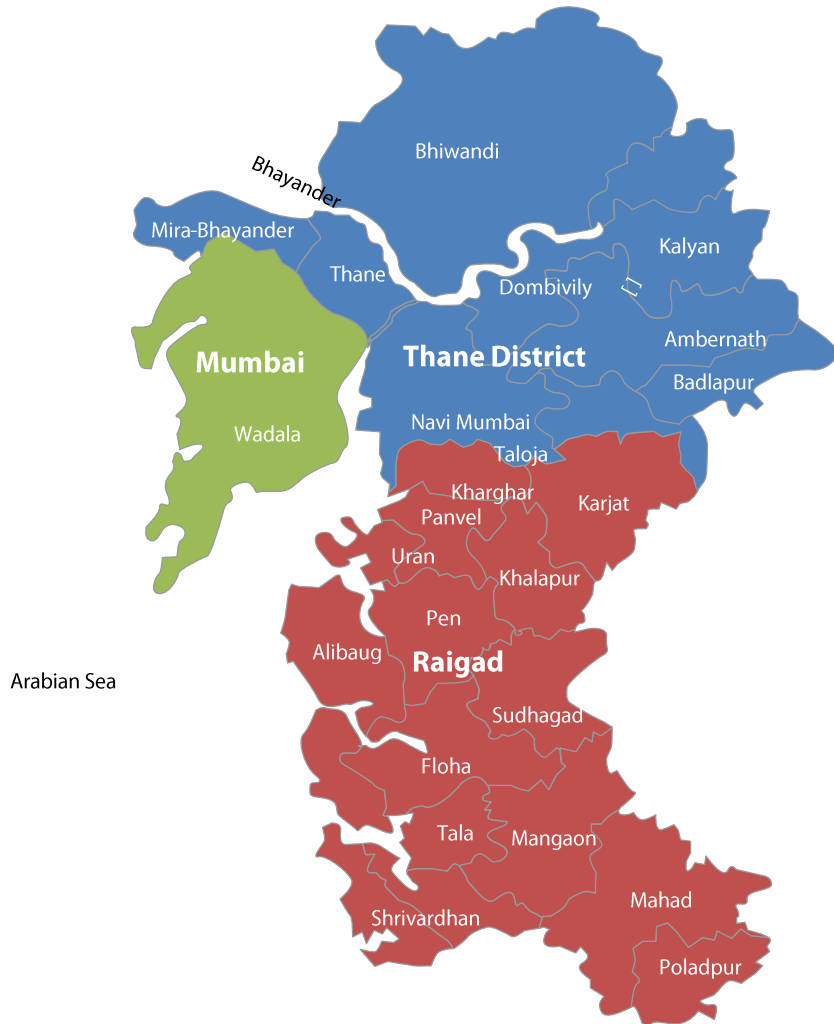 Bhiwandi
Bhayander
Mira-Bhayander
Kalyan
Thane
Dombivily
[ ]
Ambernath
Thane District
Mumbai
Badlapur
Navi Mumbai
Wadala
Taloja
Kharghar
Karjat
Panvel
Uran
Khalapur
Pen
Alibaug
Raigad
Arabian Sea
Sudhagad
Floha
Tala
Mangaon
Mahad
Shrivardhan
Poladpur